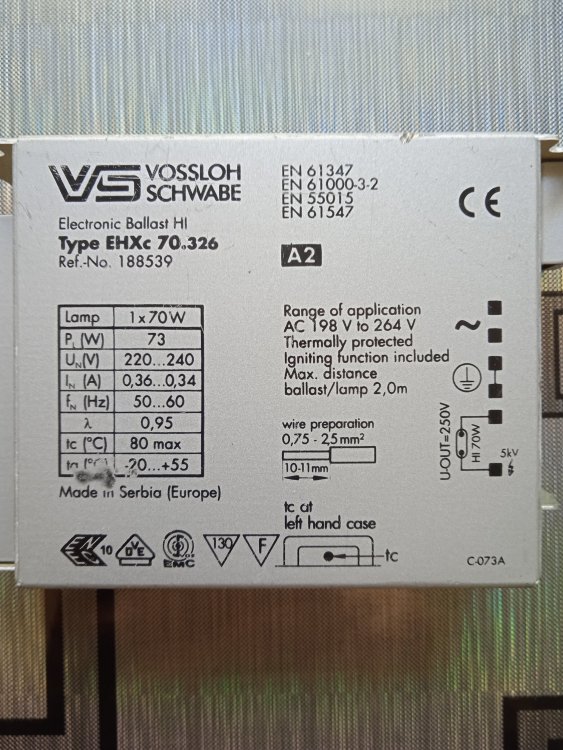 VS VOSSLOH
SCHWABE
Electronic Ballast HI
Type EHXc 70.326
Ref.-No. 188539
EN 61347
EN 61000-3-2
EN 55015
EN 61547
CE
A2
Lamp 1x70W
PL (W) 73
UN(V) 220...240
IN (A) 0,36...0,34
fN (Hz) 50...60
λ 0,95
tc (°C) 80 max
-20...+55
Made in Serbia (Europe)
Range of application
AC 198 V to 264 V
Thermally protected
Igniting function included
Max. distance
ballast/lamp 2,0m
~
wire preparation
0,75 - 2,5mm²
10-11mm
U-OUT=250V
HI 70W
5kV
tc at
left hand case
tc
10
VE
EMC
130
F
C-073A